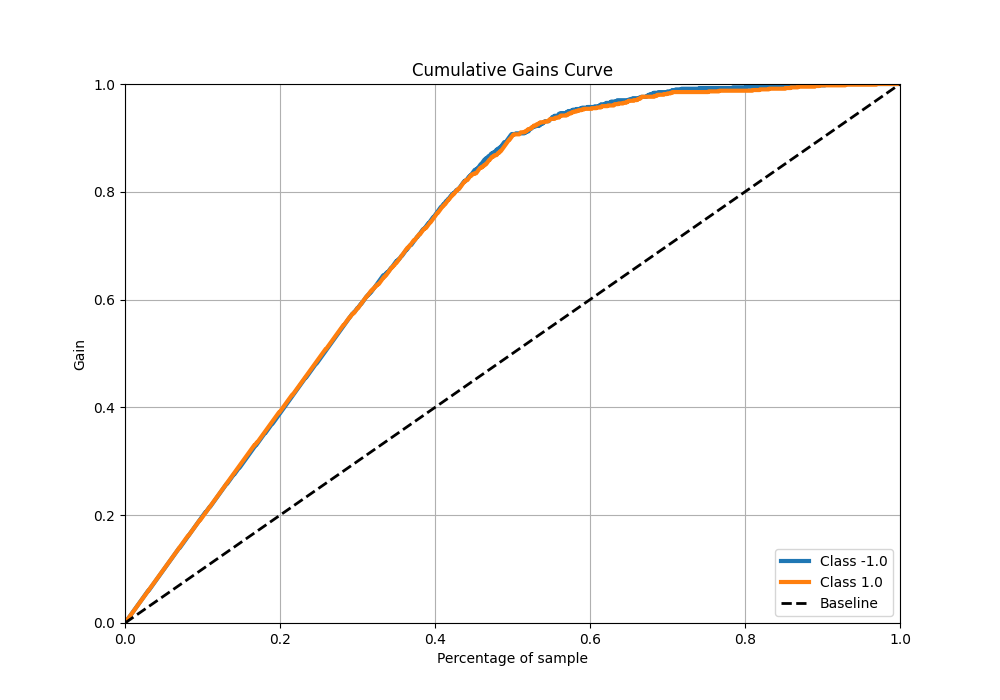 Cumulative Gains Curve
1.0
0.8
0.6
0.4
0.2
0.0
Gain
0.0 0.2 0.4 0.6 0.8 1.0
Percentage of sample
Class -1.0
Class 1.0
Baseline